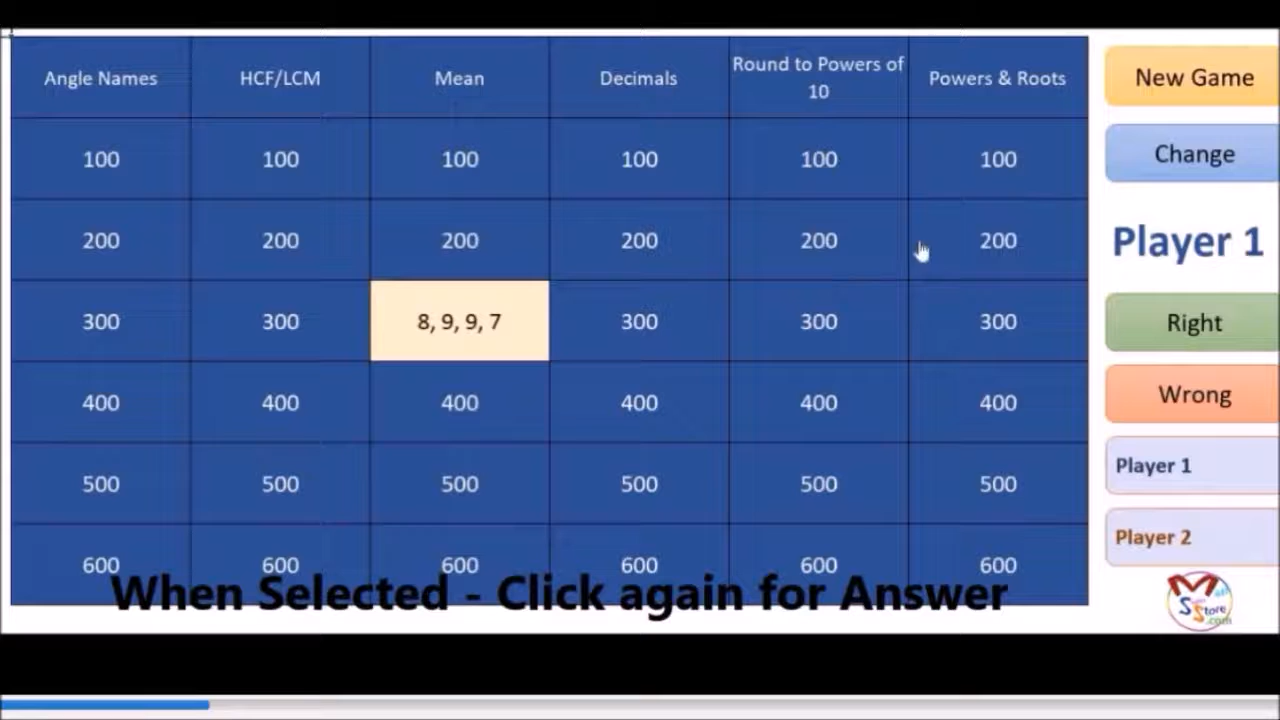 Angle Names HCF/LCM Mean Decimals Round to Powers of 10 Powers & Roots
100 100 100 100 100 100
200 200 200 200 200 200
300 300 8, 9, 9, 7 300 300 300
400 400 400 400 400 400
500 500 500 500 500 500
600 600 600 600 600 600
When Selected - Click again for Answer
New Game
Change
Player 1
Right
Wrong
Player 1
Player 2